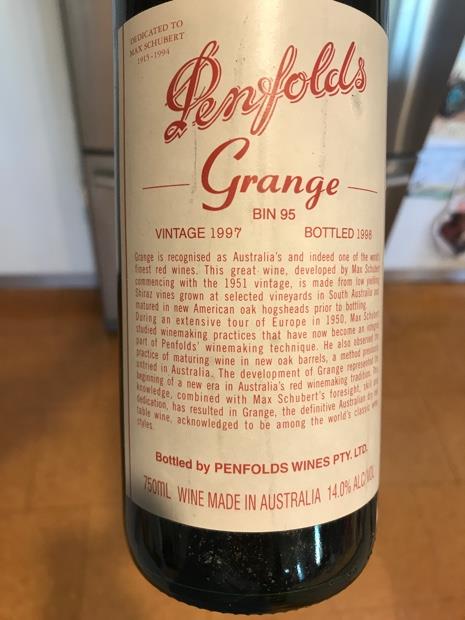 DEDICATED TO
MAX SCHUBERT
1915-1994
Penfolds
Grange
BIN 95
VINTAGE 1997 BOTTLED 1998
Grange is recognised as Australia's and indeed one of the world's
finest red wines. This great wine, developed by Max Schubert
commencing with the 1951 vintage, is made from low yielding
Shiraz vines grown at selected vineyards in South Australia and
matured in new American oak hogsheads prior to bottling.
During an extensive tour of Europe in 1950, Max Schubert
studied winemaking practices that have now become an integral
part of Penfolds' winemaking technique. He also observed the
practice of maturing wine in new oak barrels, a method previously
untried in Australia. The development of Grange represented the
beginning of a new era in Australia's red winemaking tradition. This
knowledge, combined with Max Schubert's foresight, skill and
dedication, has resulted in Grange, the definitive Australian dry red
table wine, acknowledged to be among the world's classic wine
styles.
Bottled by PENFOLDS WINES PTY. LTD.
750mL WINE MADE IN AUSTRALIA 14.0% ALC/VOL